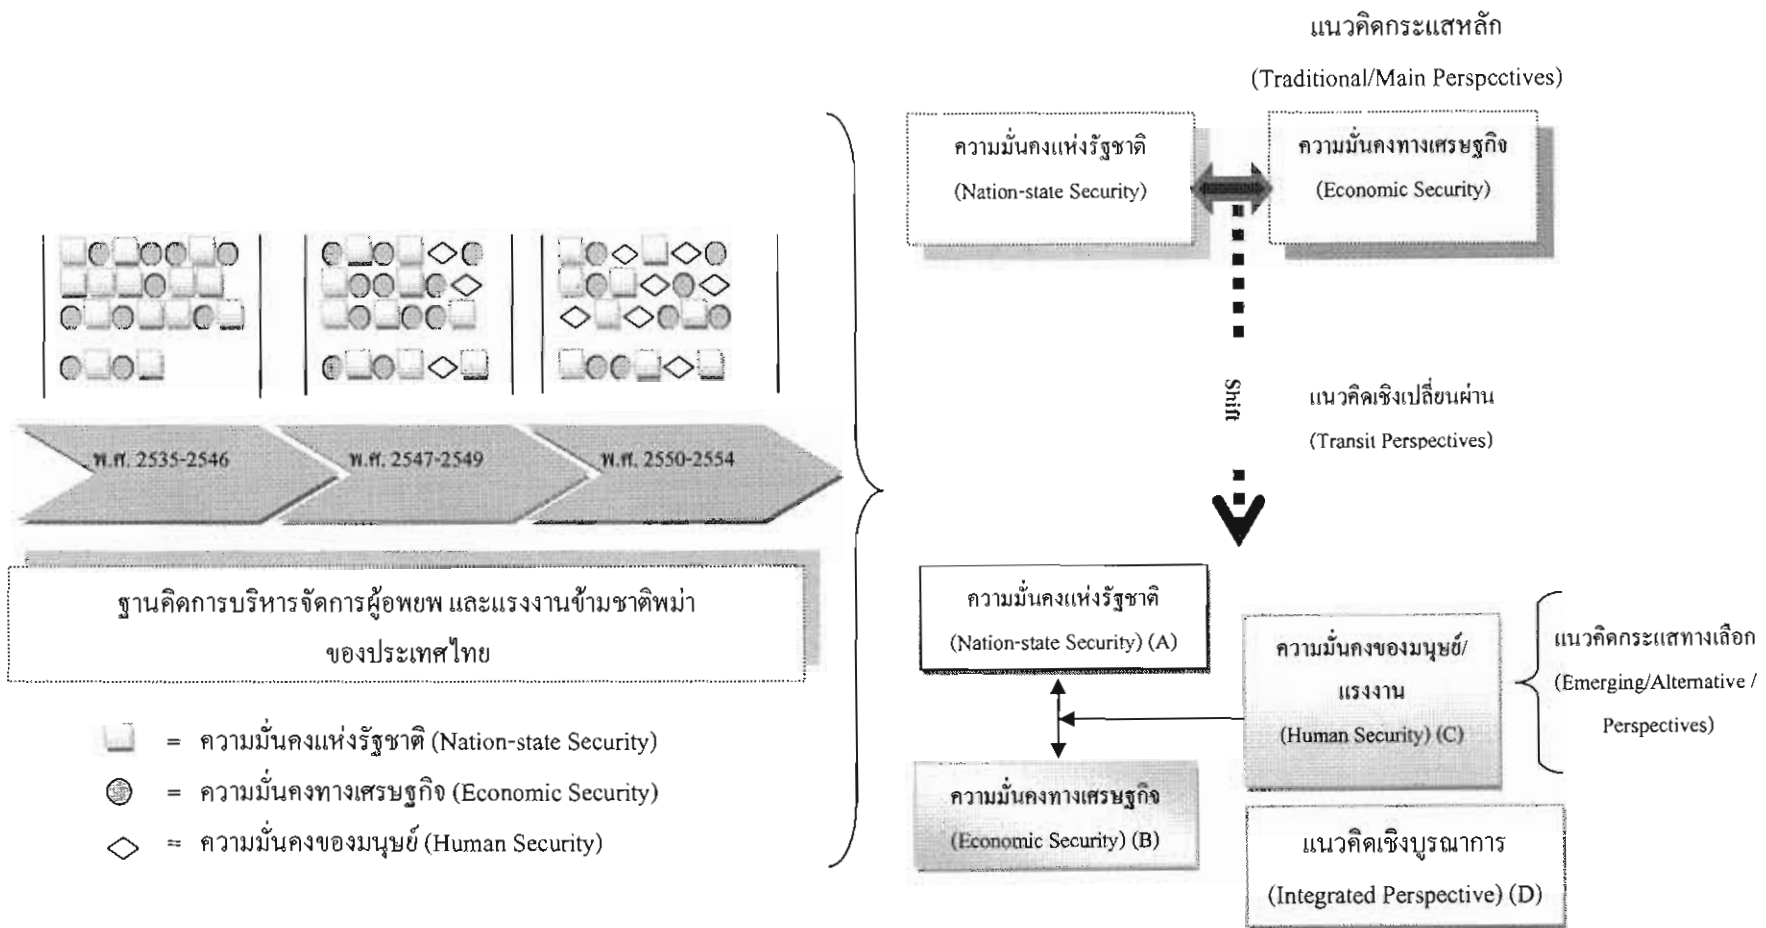 แนวคิดกระแสหลัก
(Traditional/Main Perspectives)
ความมั่นคงแห่งรัฐชาติ
(Nation-state Security)
ความมั่นคงทางเศรษฐกิจ
(Economic Security)
Shift
แนวคิดเชิงเปลี่ยนผ่าน
(Transit Perspectives)
พ.ศ. 2535-2546
พ.ศ. 2547-2549
พ.ศ. 2550-2554
ฐานคิดการบริหารจัดการผู้อพยพ และแรงงานข้ามชาติพม่า
ของประเทศไทย
= ความมั่นคงแห่งรัฐชาติ (Nation-state Security)
= ความมั่นคงทางเศรษฐกิจ (Economic Security)
= ความมั่นคงของมนุษย์ (Human Security)
ความมั่นคงแห่งรัฐชาติ
(Nation-state Security) (A)
ความมั่นคงทางเศรษฐกิจ
(Economic Security) (B)
ความมั่นคงของมนุษย์/
แรงงาน
(Human Security) (C)
แนวคิดกระแสทางเลือก
(Emerging/Alternative /
Perspectives)
แนวคิดเชิงบูรณาการ
(Integrated Perspective) (D)